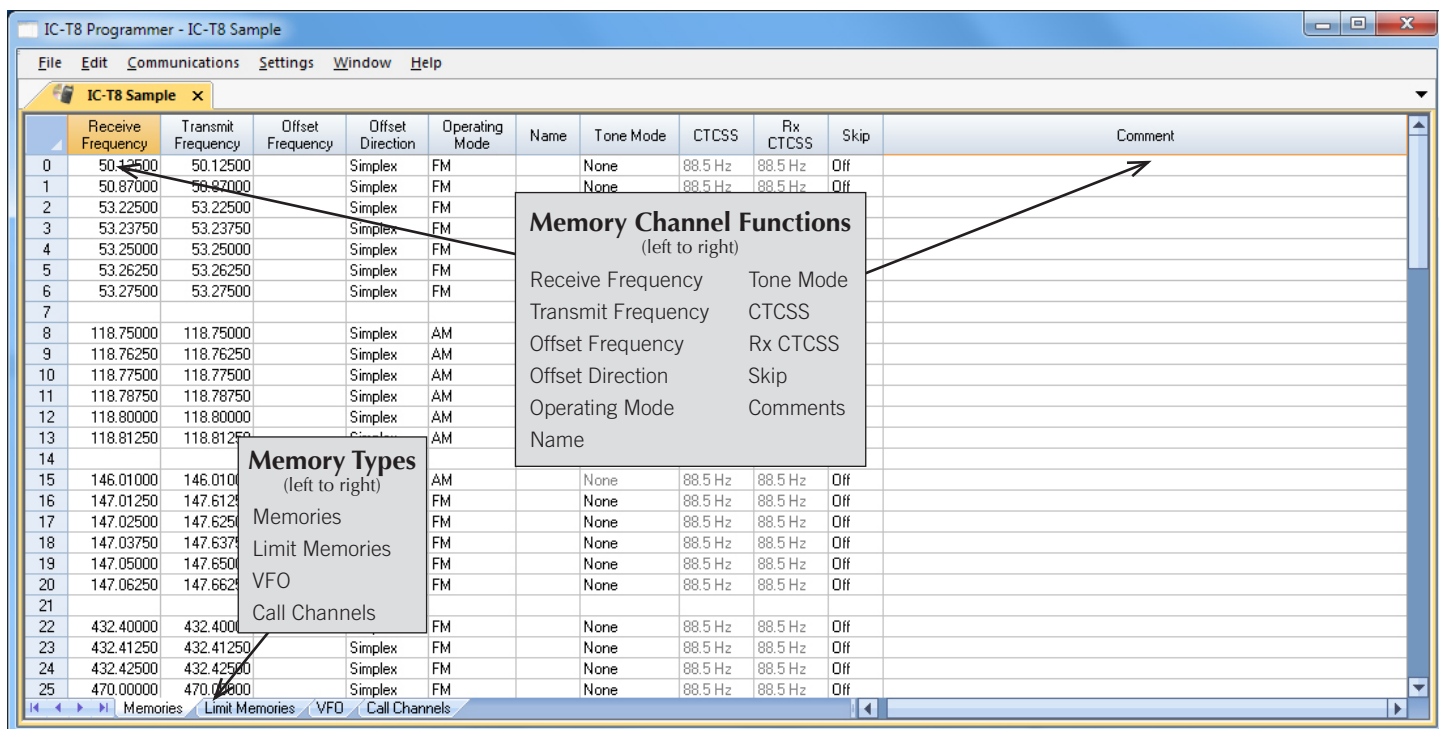 IC-T8 Programmer - IC-T8 Sample
File Edit Communications Settings Window Help
IC-T8 Sample
Receive Frequency Transmit Frequency Offset Frequency Offset Direction Operating Mode Name Tone Mode CTCSS Rx CTCSS Skip Comment
0 50.12500 50.12500 Simplex FM None 88.5 Hz 88.5 Hz Off
1 50.87000 50.87000 Simplex FM None 88.5 Hz 88.5 Hz Off
2 53.22500 53.22500 Simplex FM
3 53.23750 53.23750 Simplex FM
4 53.25000 53.25000 Simplex FM
5 53.26250 53.26250 Simplex FM
6 53.27500 53.27500 Simplex FM
7
8 118.75000 118.75000 Simplex AM
9 118.76250 118.76250 Simplex AM
10 118.77500 118.77500 Simplex AM
11 118.78750 118.78750 Simplex AM
12 118.80000 118.80000 Simplex AM
13 118.81250 118.81250 Simplex AM
14
15 146.01000 146.0100 AM None 88.5 Hz 88.5 Hz Off
16 147.01250 147.612 FM None 88.5 Hz 88.5 Hz Off
17 147.02500 147.625 FM None 88.5 Hz 88.5 Hz Off
18 147.03750 147.637 FM None 88.5 Hz 88.5 Hz Off
19 147.05000 147.650 FM None 88.5 Hz 88.5 Hz Off
20 147.06250 147.662 FM None 88.5 Hz 88.5 Hz Off
21
22 432.40000 432.400 FM None 88.5 Hz 88.5 Hz Off
23 432.41250 432.41250 Simplex FM None 88.5 Hz 88.5 Hz Off
24 432.42500 432.42500 Simplex FM None 88.5 Hz 88.5 Hz Off
25 470.00000 470.00000 Simplex FM None 88.5 Hz 88.5 Hz Off
Memories Limit Memories VFO Call Channels
Memory Channel Functions
(left to right)
Receive Frequency Tone Mode
Transmit Frequency CTCSS
Offset Frequency Rx CTCSS
Offset Direction Skip
Operating Mode Comments
Name
Memory Types
(left to right)
Memories
Limit Memories
VFO
Call Channels